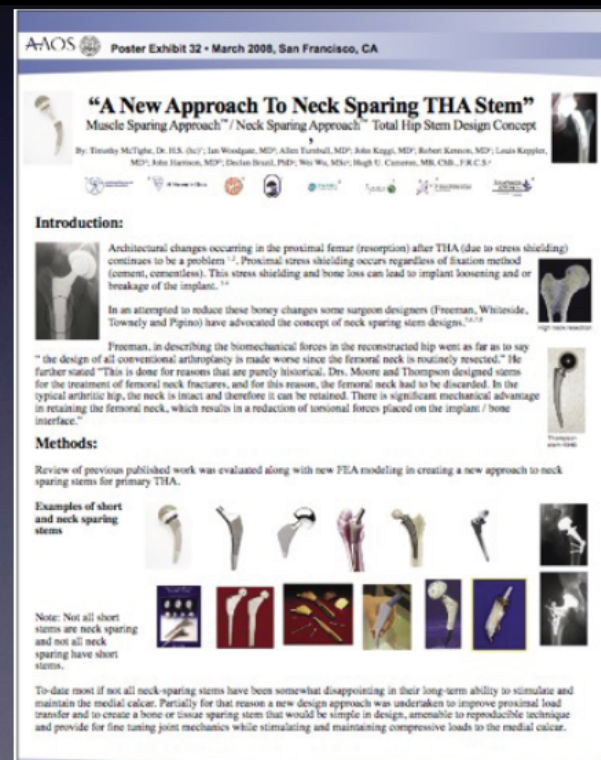 AAOS Poster Exhibit 32 • March 2008, San Francisco, CA
“A New Approach To Neck Sparing THA Stem”
Muscle Sparing Approach™ / Neck Sparing Approach™ Total Hip Stem Design Concept
,
By: Timothy McTighe, Dr. H.S. (hc)¹; Ian Woodgate, MD²; Allen Turnbull, MD²; John Keggi, MD³; Robert Kennon, MD³; Louis Keppler,
MD⁴; John Harrison, MD²; Declan Brazil, PhD⁵; Wei Wu, MSc⁵; Hugh U. Cameron, MB, ChB., F.R.C.S.⁶
Introduction:
Architectural changes occurring in the proximal femur (resorption) after THA (due to stress shielding)
continues to be a problem ¹·². Proximal stress shielding occurs regardless of fixation method
(cement, cementless). This stress shielding and bone loss can lead to implant loosening and or
breakage of the implant.
In an attempted to reduce these boney changes some surgeon designers (Freeman, Whiteside,
Townely and Pipino) have advocated the concept of neck sparing stem designs.
High neck resection
Freeman, in describing the biomechanical forces in the reconstructed hip went as far as to say
“ the design of all conventional arthroplasty is made worse since the femoral neck is routinely resected.” He
further stated “This is done for reasons that are purely historical. Drs. Moore and Thompson designed stems
for the treatment of femoral neck fractures, and for this reason, the femoral neck had to be discarded. In the
typical arthritic hip, the neck is intact and therefore it can be retained. There is significant mechanical advantage
in retaining the femoral neck, which results in a reduction of torsional forces placed on the implant / bone
interface.”
Thompson
stem
Methods:
Review of previous published work was evaluated along with new FEA modeling in creating a new approach to neck
sparing stems for primary THA.
Examples of short
and neck sparing
stems
Note: Not all short
stems are neck sparing
and not all neck
sparing have short
stems.
To-date most if not all neck-sparing stems have been somewhat disappointing in their long-term ability to stimulate and
maintain the medial calcar. Partially for that reason a new design approach was undertaken to improve proximal load
transfer and to create a bone or tissue sparing stem that would be simple in design, amenable to reproducible technique
and provide for fine tuning joint mechanics while stimulating and maintaining compressive loads to the medial calcar.